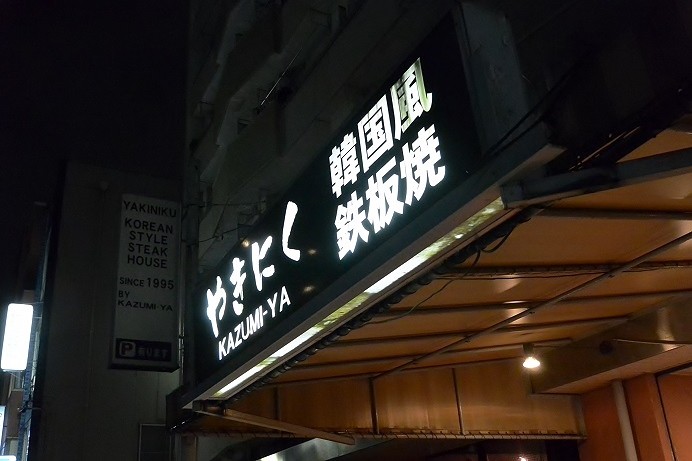 韓国風
鉄板焼
やきにく
KAZUMI-YA
YAKINIKU
KOREAN
STYLE
STEAK
HOUSE
SINCE 1995
BY
KAZUMI-YA
P